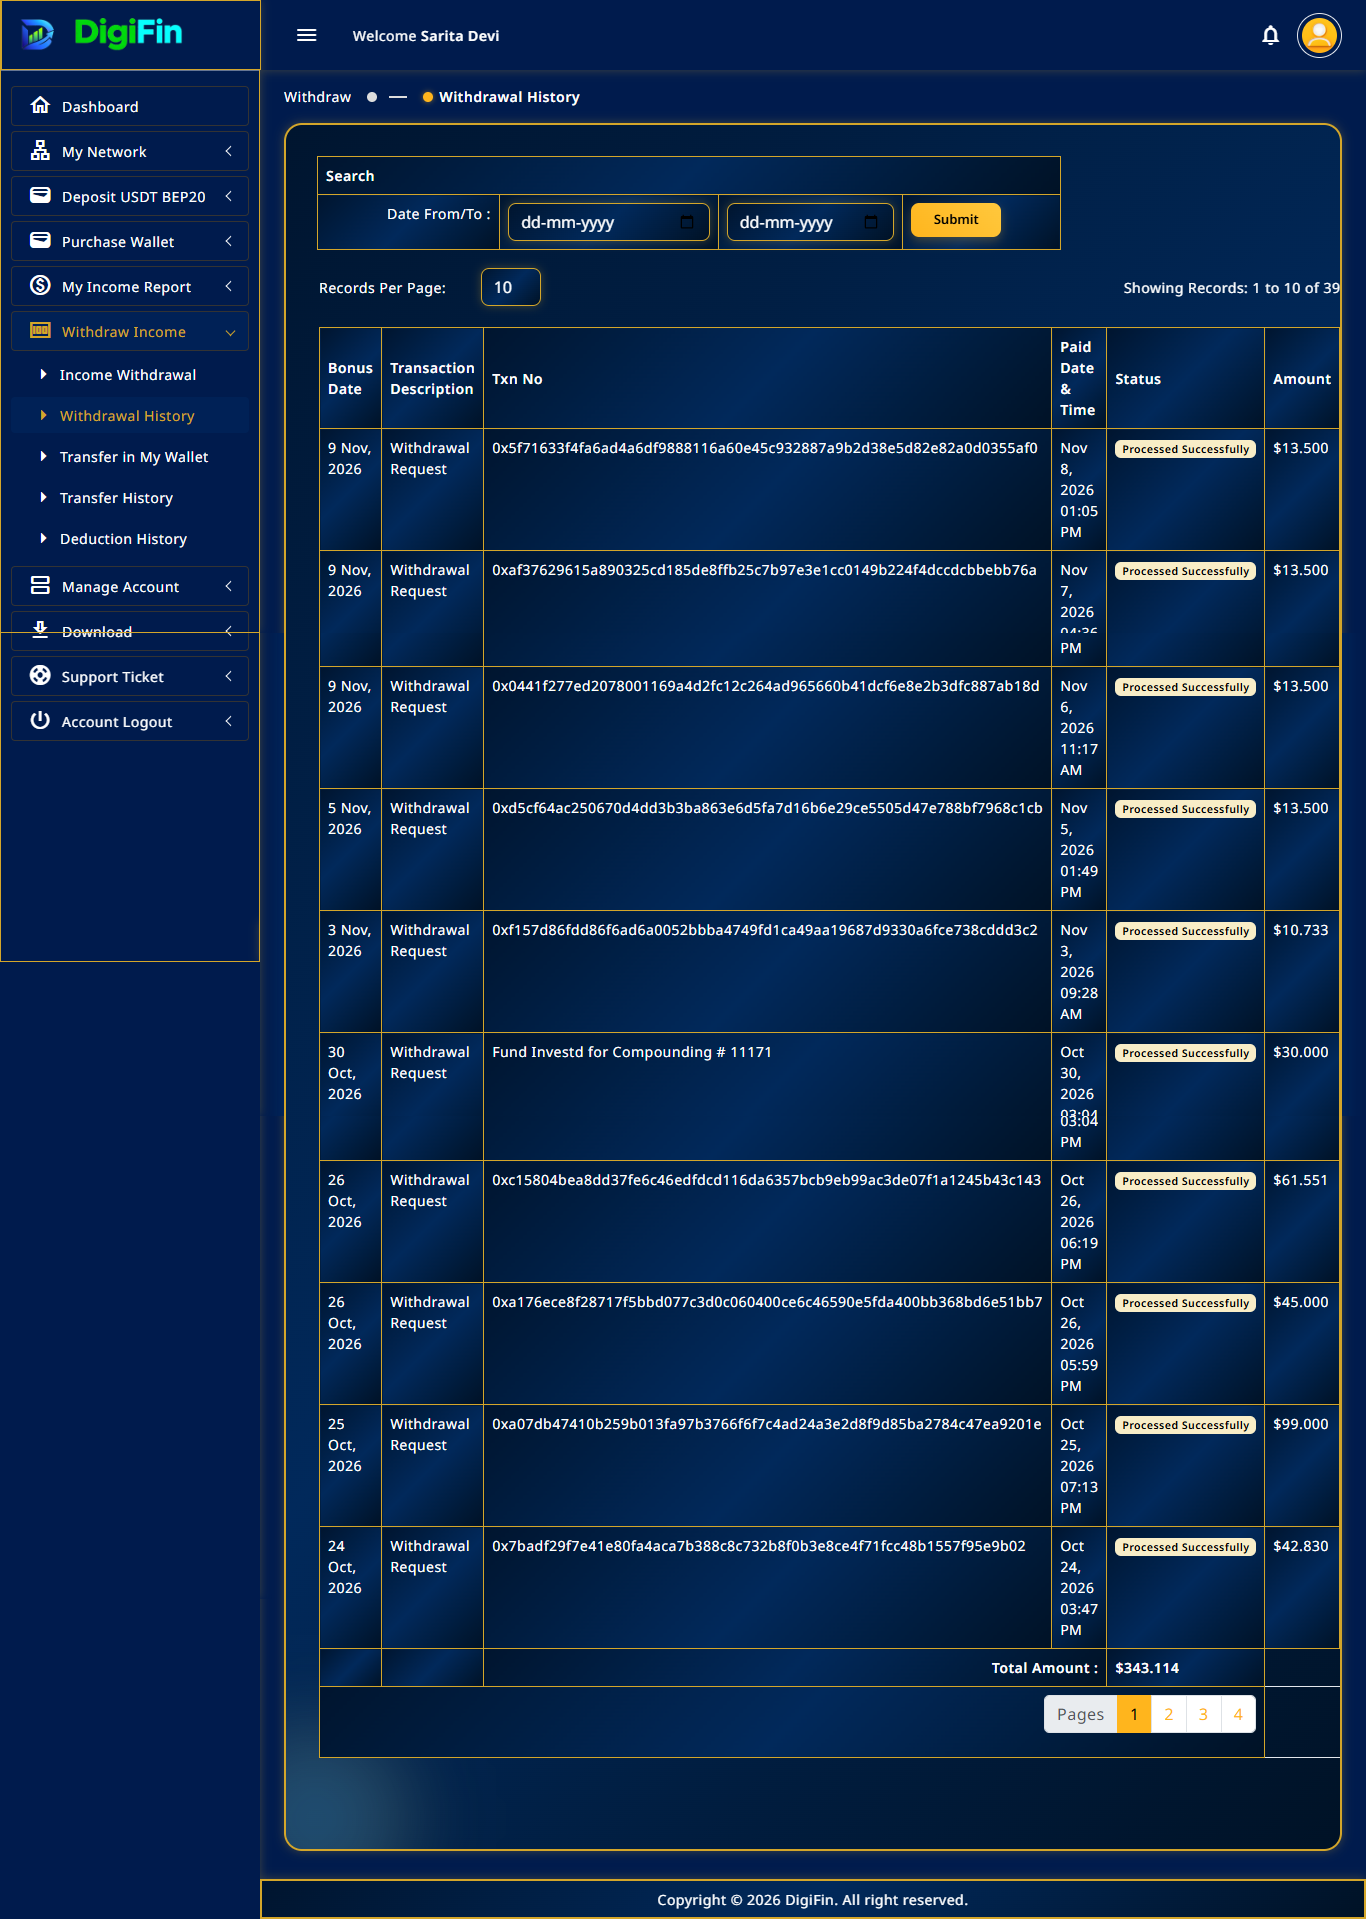 DigiFin
Welcome Sarita Devi
Dashboard
My Network
Deposit USDT BEP20
Purchase Wallet
My Income Report
Withdraw Income
Income Withdrawal
Withdrawal History
Transfer in My Wallet
Transfer History
Deduction History
Manage Account
Download
Support Ticket
Account Logout
Withdraw
Withdrawal History
Search
Date From/To :
dd-mm-yyyy
dd-mm-yyyy
Submit
Records Per Page:
10
Showing Records: 1 to 10 of 39
Bonus Date
Transaction Description
Txn No
Paid Date & Time
Status
Amount
9 Nov, 2026
Withdrawal Request
0x5f71633f4fa6ad4a6df9888116a60e45c932887a9b2d38e5d82e82a0d0355af0
Nov 8, 2026 01:05 PM
Processed Successfully
$13.500
9 Nov, 2026
Withdrawal Request
0xaf37629615a890325cd185de8ffb25c7b97e3e1cc0149b224f4dccdcbbebb76a
Nov 7, 2026 04:36 PM
Processed Successfully
$13.500
9 Nov, 2026
Withdrawal Request
0x0441f277ed2078001169a4d2fc12c264ad965660b41dcf6e8e2b3dfc887ab18d
Nov 6, 2026 11:17 AM
Processed Successfully
$13.500
5 Nov, 2026
Withdrawal Request
0xd5cf64ac250670d4dd3b3ba863e6d5fa7d16b6e29ce5505d47e788bf7968c1cb
Nov 5, 2026 01:49 PM
Processed Successfully
$13.500
3 Nov, 2026
Withdrawal Request
0xf157d86fdd86f6ad6a0052bbba4749fd1ca49aa19687d9330a6fce738cddd3c2
Nov 3, 2026 09:28 AM
Processed Successfully
$10.733
30 Oct, 2026
Withdrawal Request
Fund Investd for Compounding # 11171
Oct 30, 2026 03:04 PM
Processed Successfully
$30.000
26 Oct, 2026
Withdrawal Request
0xc15804bea8dd37fe6c46edfdcd116da6357bcb9eb99ac3de07f1a1245b43c143
Oct 26, 2026 06:19 PM
Processed Successfully
$61.551
26 Oct, 2026
Withdrawal Request
0xa176ece8f28717f5bbd077c3d0c060400ce6c46590e5fda400bb368bd6e51bb7
Oct 26, 2026 05:59 PM
Processed Successfully
$45.000
25 Oct, 2026
Withdrawal Request
0xa07db47410b259b013fa97b3766f6f7c4ad24a3e2d8f9d85ba2784c47ea9201e
Oct 25, 2026 07:13 PM
Processed Successfully
$99.000
24 Oct, 2026
Withdrawal Request
0x7badf29f7e41e80fa4aca7b388c8c732b8f0b3e8ce4f71fcc48b1557f95e9b02
Oct 24, 2026 03:47 PM
Processed Successfully
$42.830
Total Amount :
$343.114
Pages 1 2 3 4
Copyright © 2026 DigiFin. All right reserved.